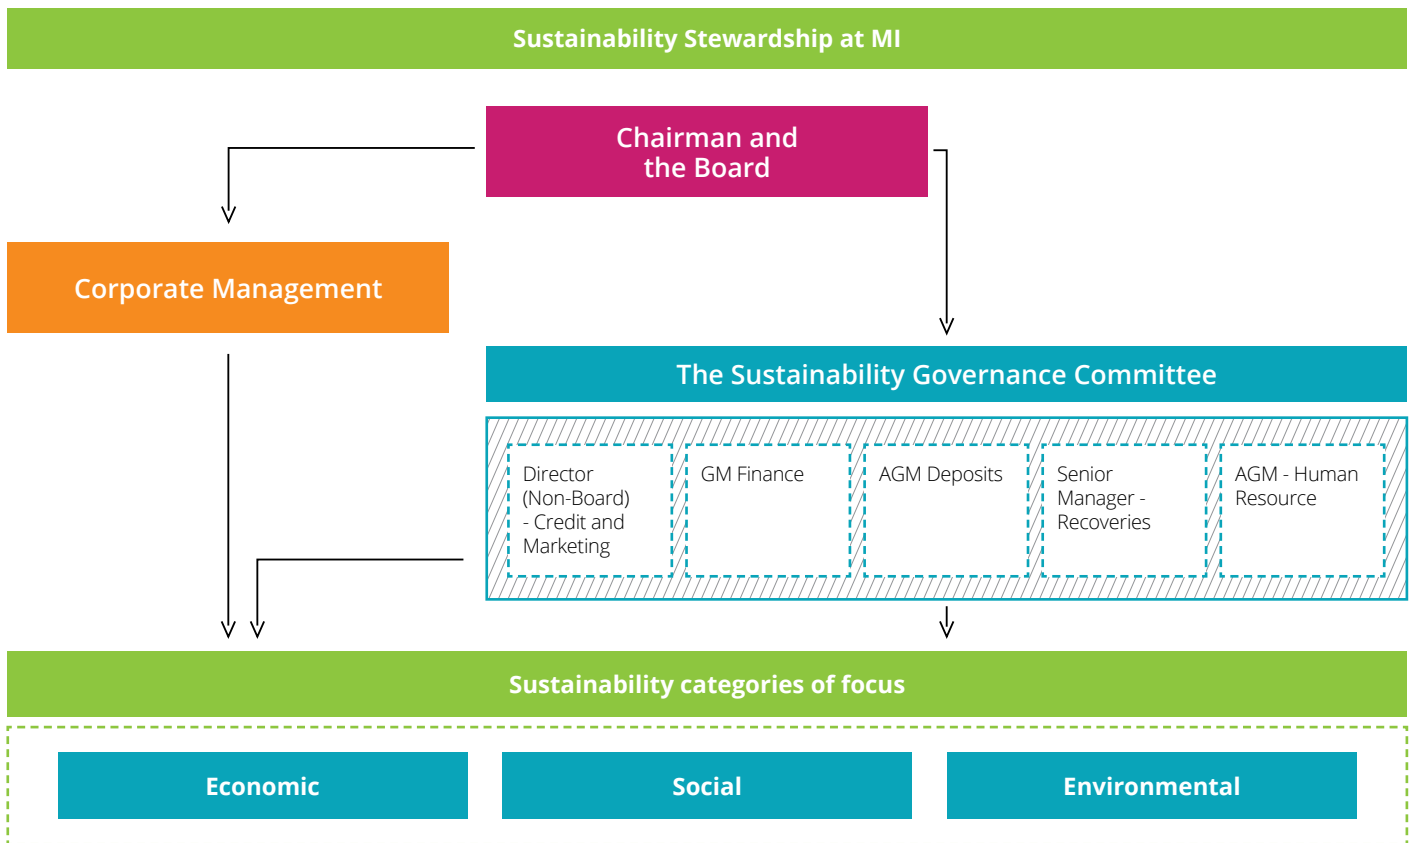 Sustainability Stewardship at MI
Chairman and
the Board
Corporate Management
The Sustainability Governance Committee
Director
(Non-Board)
- Credit and
Marketing
GM Finance
AGM Deposits
Senior
Manager -
Recoveries
AGM - Human
Resource
Sustainability categories of focus
Economic
Social
Environmental